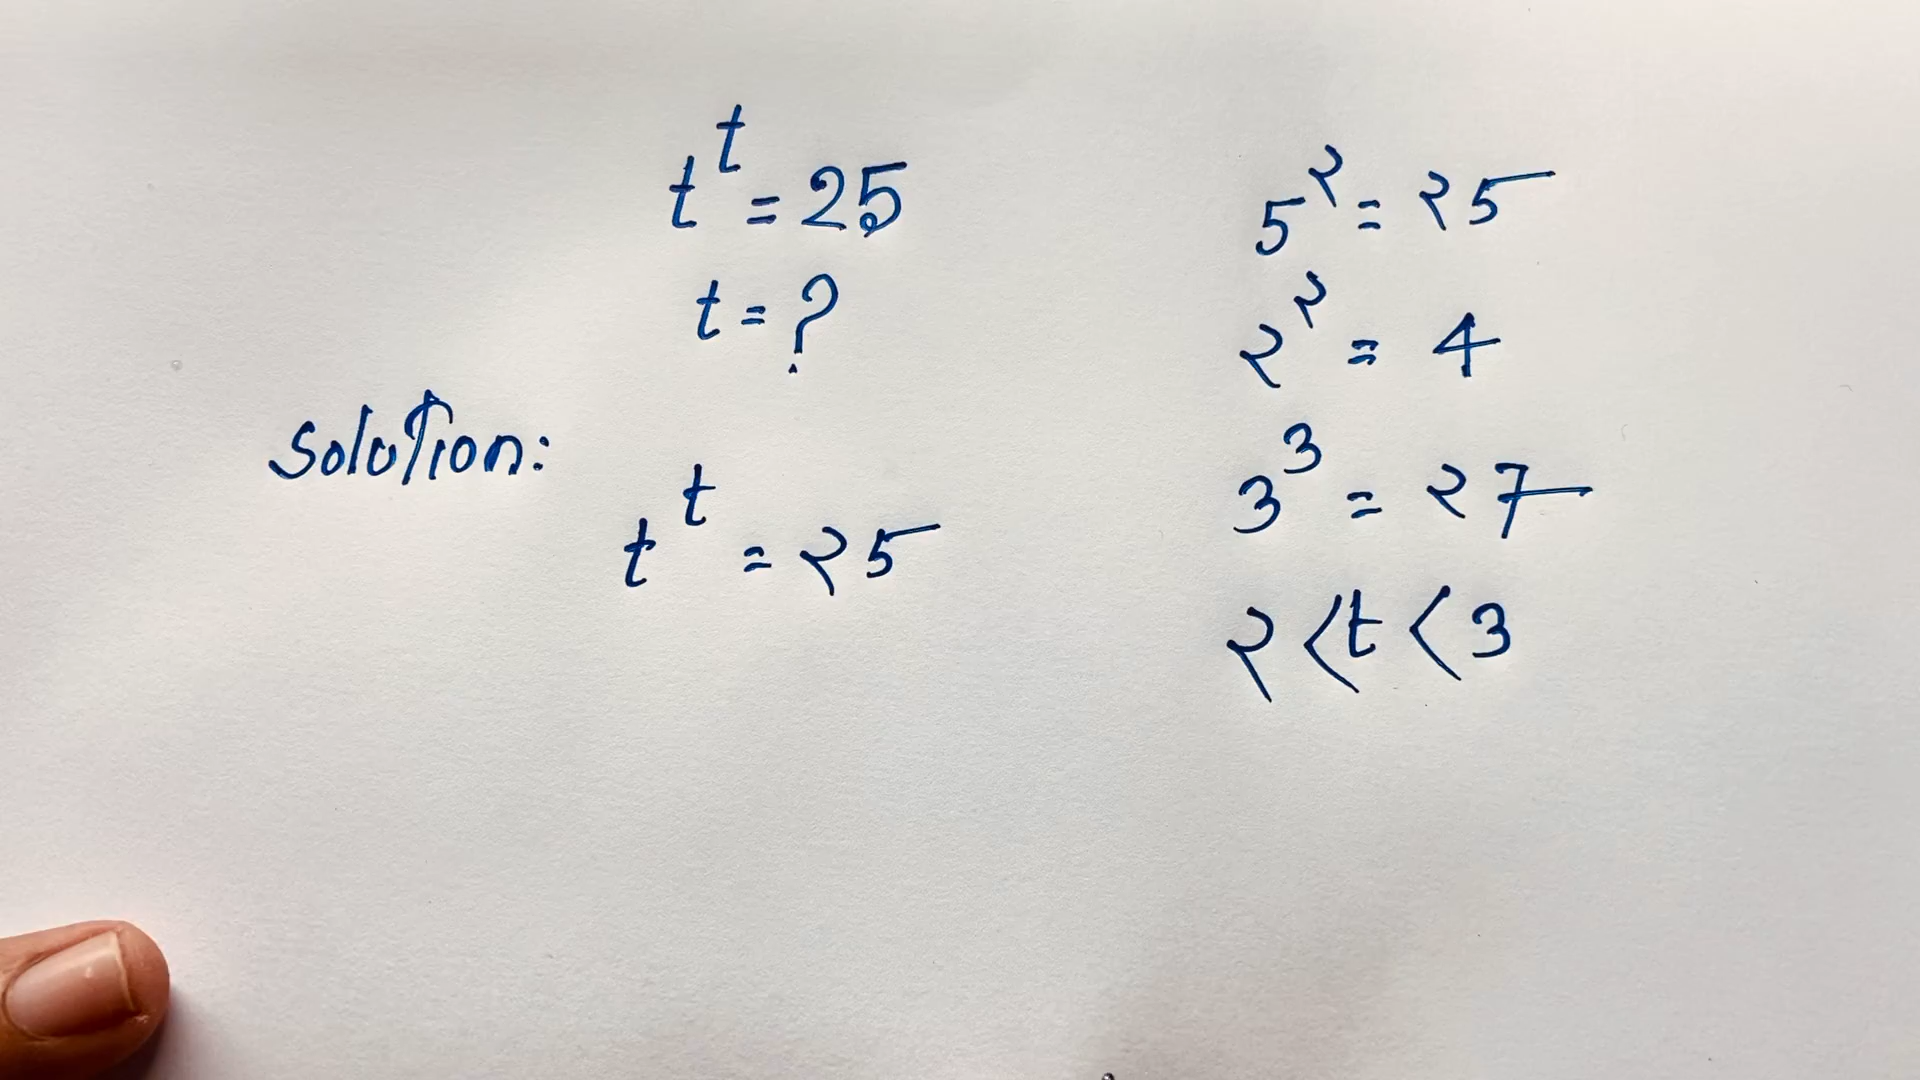 t^t = 25
t = ?
Solution:
t^t = 25
5^2 = 25
2^2 = 4
3^3 = 27
2 < t < 3